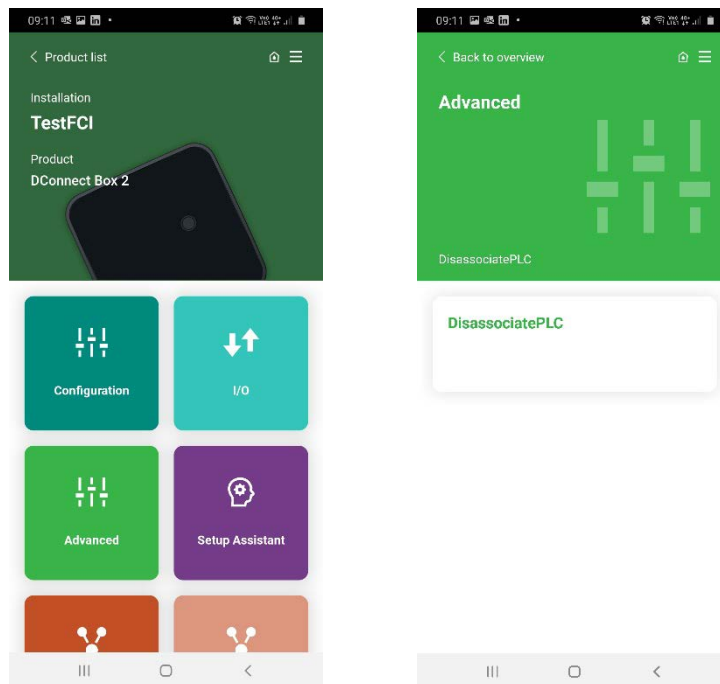 09:11
Product list
Installation
TestFCI
Product
DConnect Box 2
Configuration
I/O
Advanced
Setup Assistant
09:11
Back to overview
Advanced
DisassociatePLC
DisassociatePLC